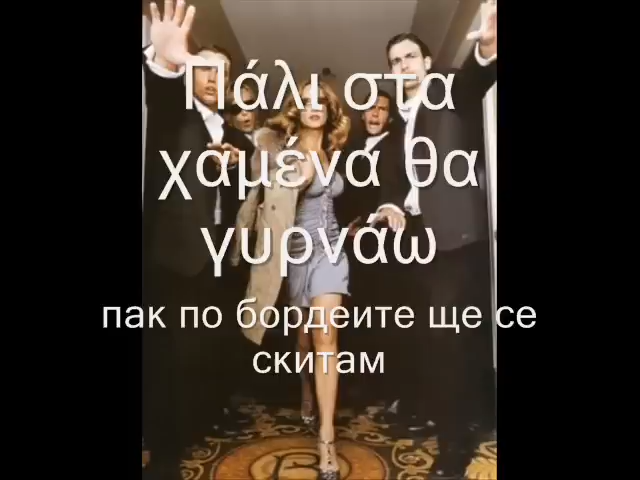 Πάλι στα
χαμένα θα
γυρνάω
пак по бордеите ще се
скитам